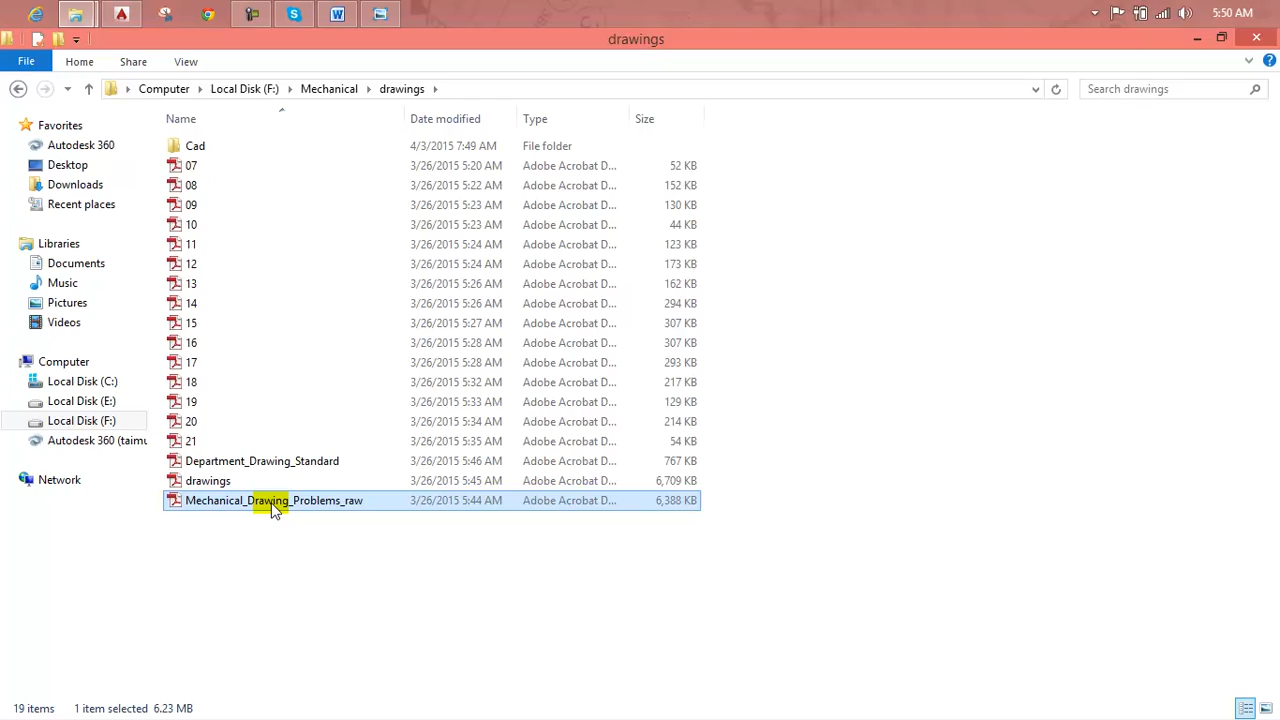 5:50 AM
drawings
File Home Share View
Computer Local Disk (F:) Mechanical drawings
Search drawings
Name Date modified Type Size
Favorites
Autodesk 360
Desktop
Downloads
Recent places
Libraries
Documents
Music
Pictures
Videos
Computer
Local Disk (C:)
Local Disk (E:)
Local Disk (F:)
Autodesk 360 (taimu
Network
Cad 4/3/2015 7:49 AM File folder
07 3/26/2015 5:20 AM Adobe Acrobat D... 52 KB
08 3/26/2015 5:22 AM Adobe Acrobat D... 152 KB
09 3/26/2015 5:23 AM Adobe Acrobat D... 130 KB
10 3/26/2015 5:23 AM Adobe Acrobat D... 44 KB
11 3/26/2015 5:24 AM Adobe Acrobat D... 123 KB
12 3/26/2015 5:24 AM Adobe Acrobat D... 173 KB
13 3/26/2015 5:26 AM Adobe Acrobat D... 162 KB
14 3/26/2015 5:26 AM Adobe Acrobat D... 294 KB
15 3/26/2015 5:27 AM Adobe Acrobat D... 307 KB
16 3/26/2015 5:28 AM Adobe Acrobat D... 307 KB
17 3/26/2015 5:28 AM Adobe Acrobat D... 293 KB
18 3/26/2015 5:32 AM Adobe Acrobat D... 217 KB
19 3/26/2015 5:33 AM Adobe Acrobat D... 129 KB
20 3/26/2015 5:34 AM Adobe Acrobat D... 214 KB
21 3/26/2015 5:35 AM Adobe Acrobat D... 54 KB
Department_Drawing_Standard 3/26/2015 5:46 AM Adobe Acrobat D... 767 KB
drawings 3/26/2015 5:45 AM Adobe Acrobat D... 6,709 KB
Mechanical_Drawing_Problems_raw 3/26/2015 5:44 AM Adobe Acrobat D... 6,388 KB
19 items 1 item selected 6.23 MB